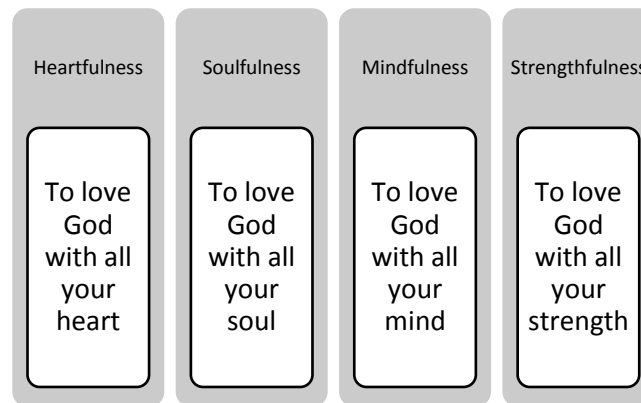 Heartfulness
To love
God
with all
your
heart
Soulfulness
To love
God
with all
your
soul
Mindfulness
To love
God
with all
your
mind
Strengthfulness
To love
God
with all
your
strength